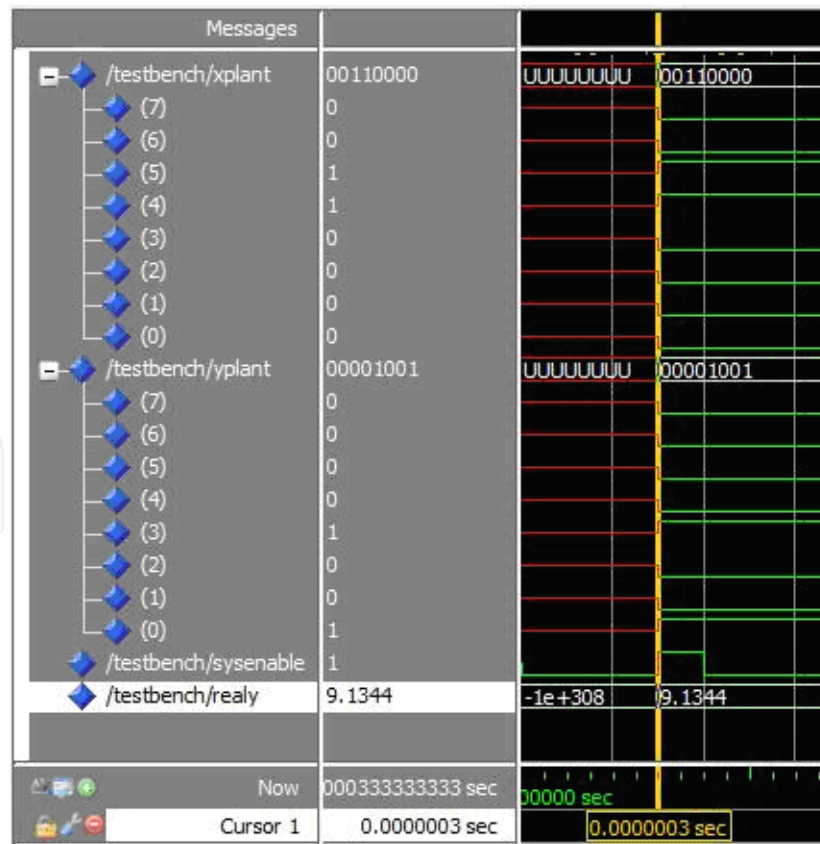 Messages
/testbench/xplant 00110000 UUUUUUUU 00110000
(7) 0
(6) 0
(5) 1
(4) 1
(3) 0
(2) 0
(1) 0
(0) 0
/testbench/yplant 00001001 UUUUUUUU 00001001
(7) 0
(6) 0
(5) 0
(4) 0
(3) 1
(2) 0
(1) 0
(0) 1
/testbench/sysenable 1
/testbench/realy 9.1344 -1e+308 9.1344
Now 000333333333 sec 00000 sec
Cursor 1 0.0000003 sec 0.0000003 sec